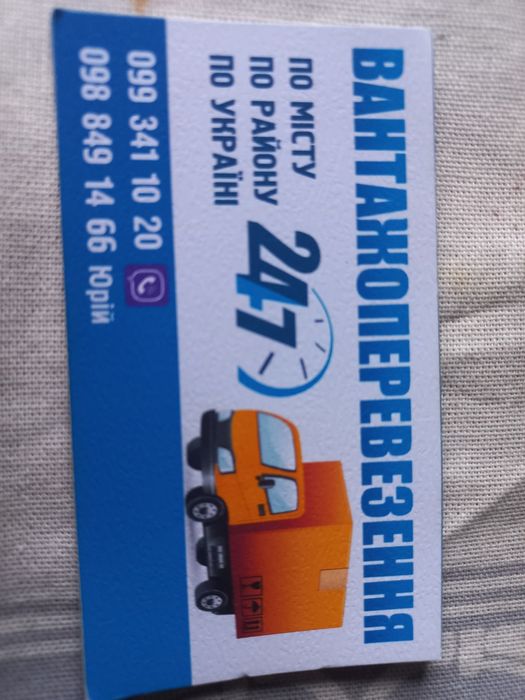 ВАНТАЖОПЕРЕВЕЗЕННЯ
ПО МІСТУ
ПО РАЙОНУ
ПО УКРАЇНІ
24/7
099 341 10 20
098 849 14 66 Юрій